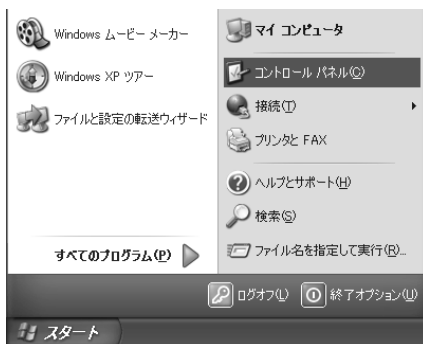 Windows ムービー メーカー
Windows XP ツアー
ファイルと設定の転送ウィザード
すべてのプログラム(P)
マイ コンピュータ
コントロール パネル(C)
接続(T)
プリンタと FAX
ヘルプとサポート(H)
検索(S)
ファイル名を指定して実行(R)...
ログオフ(L)
終了オプション(U)
スタート